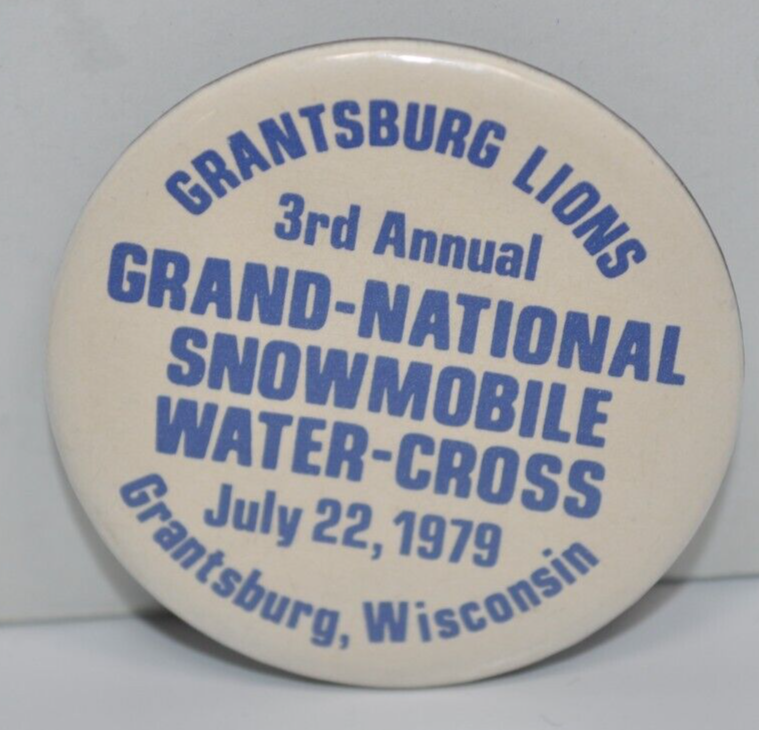 GRANTSBURG LIONS
3rd Annual
GRAND-NATIONAL
SNOWMOBILE
WATER-CROSS
July 22, 1979
Grantsburg, Wisconsin